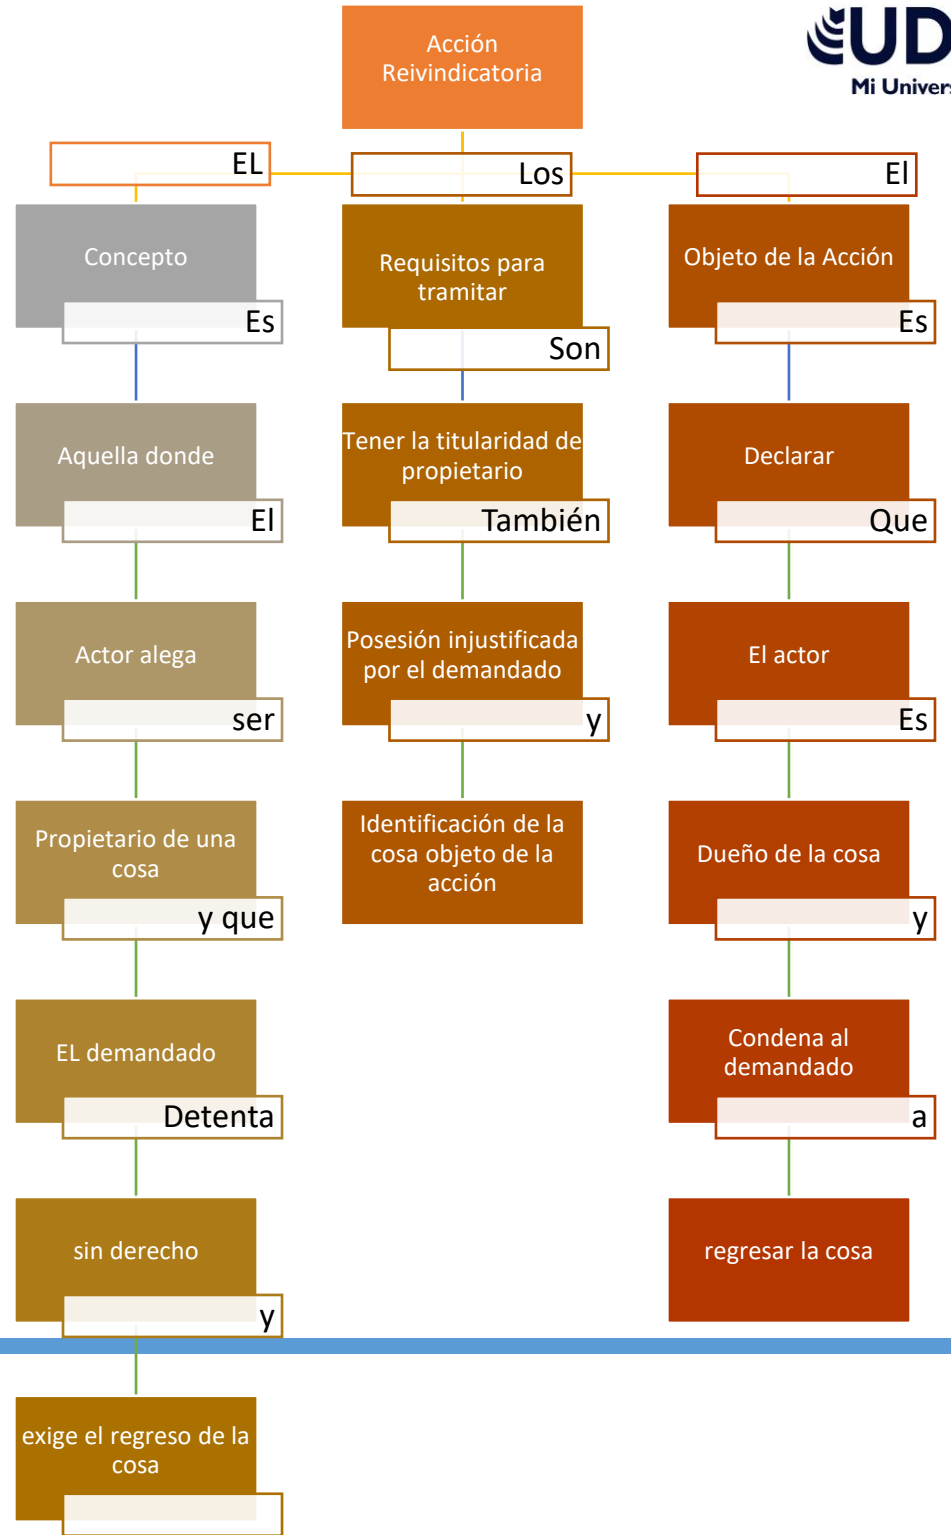 Acción
Reivindicatoria
UD
Mi Univers
EL
Los
El
Concepto
Es
Aquella donde
El
Actor alega
ser
Propietario de una
cosa
y que
EL demandado
Detenta
sin derecho
y
exige el regreso de la
cosa
Requisitos para
tramitar
Son
Tener la titularidad de
propietario
También
Posesión injustificada
por el demandado
y
Identificación de la
cosa objeto de la
acción
Objeto de la Acción
Es
Declarar
Que
El actor
Es
Dueño de la cosa
y
Condena al
demandado
a
regresar la cosa